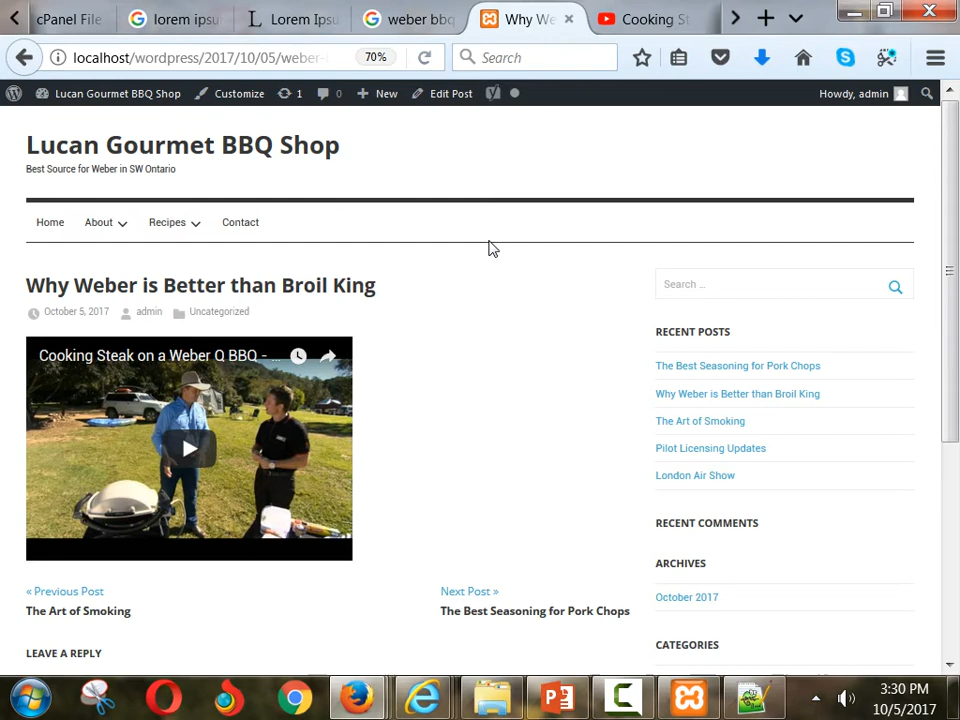 cPanel File
lorem ipsu
Lorem Ipsu
weber bbq
Why We
Cooking St
localhost/wordpress/2017/10/05/weber-
70%
Search
Lucan Gourmet BBQ Shop
Customize
1
0
New
Edit Post
Howdy, admin
Lucan Gourmet BBQ Shop
Best Source for Weber in SW Ontario
Home
About
Recipes
Contact
Why Weber is Better than Broil King
October 5, 2017
admin
Uncategorized
Cooking Steak on a Weber Q BBQ - ...
« Previous Post
The Art of Smoking
Next Post »
The Best Seasoning for Pork Chops
LEAVE A REPLY
Search ...
RECENT POSTS
The Best Seasoning for Pork Chops
Why Weber is Better than Broil King
The Art of Smoking
Pilot Licensing Updates
London Air Show
RECENT COMMENTS
ARCHIVES
October 2017
CATEGORIES
3:30 PM
10/5/2017